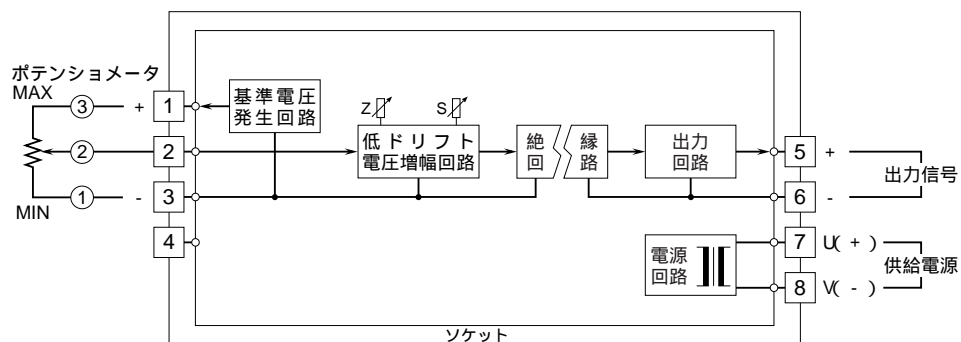 ポテンショメータ
MAX
3
+
1
基準電圧
発生回路
Z
S
2
2
低ドリフト
電圧増幅回路
絶縁
回路
出力
回路
5
+
出力信号
MIN
1
-
3
6
-
4
電源
回路
7
U( + )
供給電源
8
V( - )
ソケット